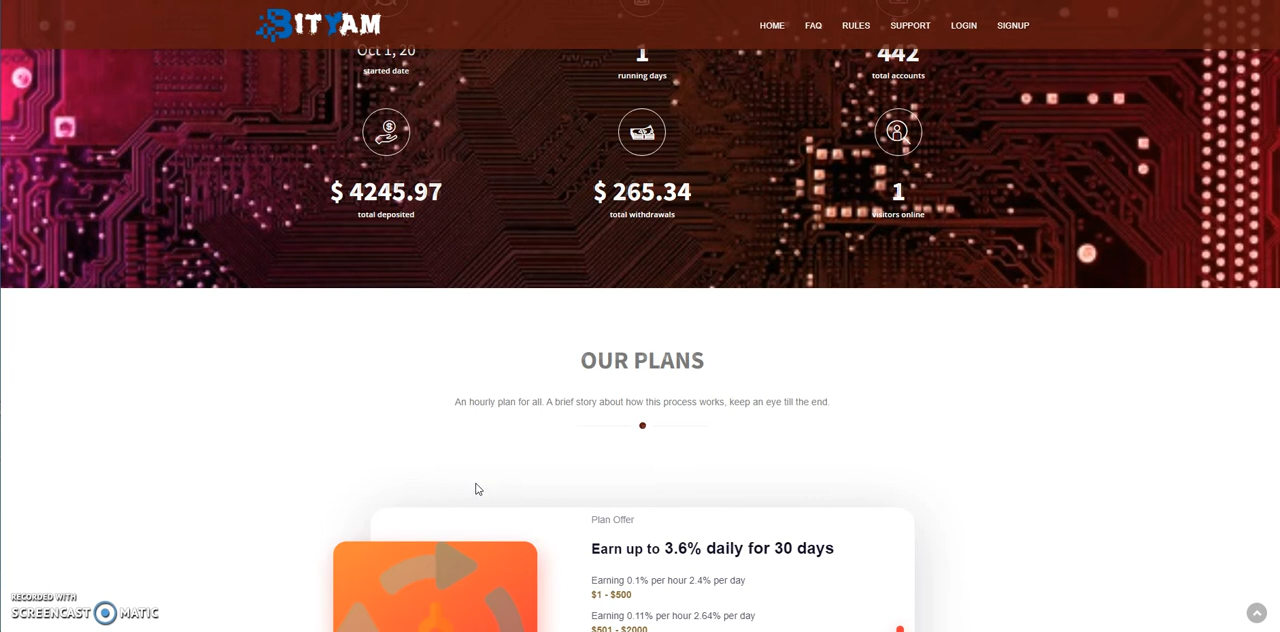 BITYAM
HOME FAQ RULES SUPPORT LOGIN SIGNUP
Oct 1, 20 1 442
started date running days total accounts
$ 4245.97 $ 265.34 1
total deposited total withdrawals visitors online
OUR PLANS
An hourly plan for all. A brief story about how this process works, keep an eye till the end.
Plan Offer
Earn up to 3.6% daily for 30 days
Earning 0.1% per hour 2.4% per day
$1 - $500
Earning 0.11% per hour 2.64% per day
$501 - $2000
RECORDED WITH
SCREENCAST MATIC